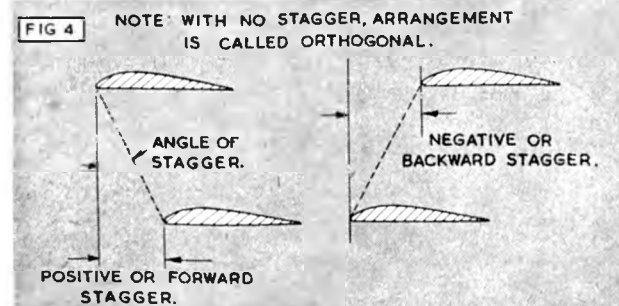 FIG 4
NOTE: WITH NO STAGGER, ARRANGEMENT
IS CALLED ORTHOGONAL.
ANGLE OF
STAGGER.
NEGATIVE OR
BACKWARD STAGGER.
POSITIVE OR FORWARD
STAGGER.